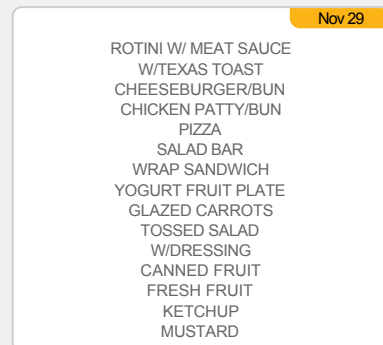 Nov 29
ROTINI W/ MEAT SAUCE
W/TEXAS TOAST
CHEESEBURGER/BUN
CHICKEN PATTY/BUN
PIZZA
SALAD BAR
WRAP SANDWICH
YOGURT FRUIT PLATE
GLAZED CARROTS
TOSSED SALAD
W/DRESSING
CANNED FRUIT
FRESH FRUIT
KETCHUP
MUSTARD